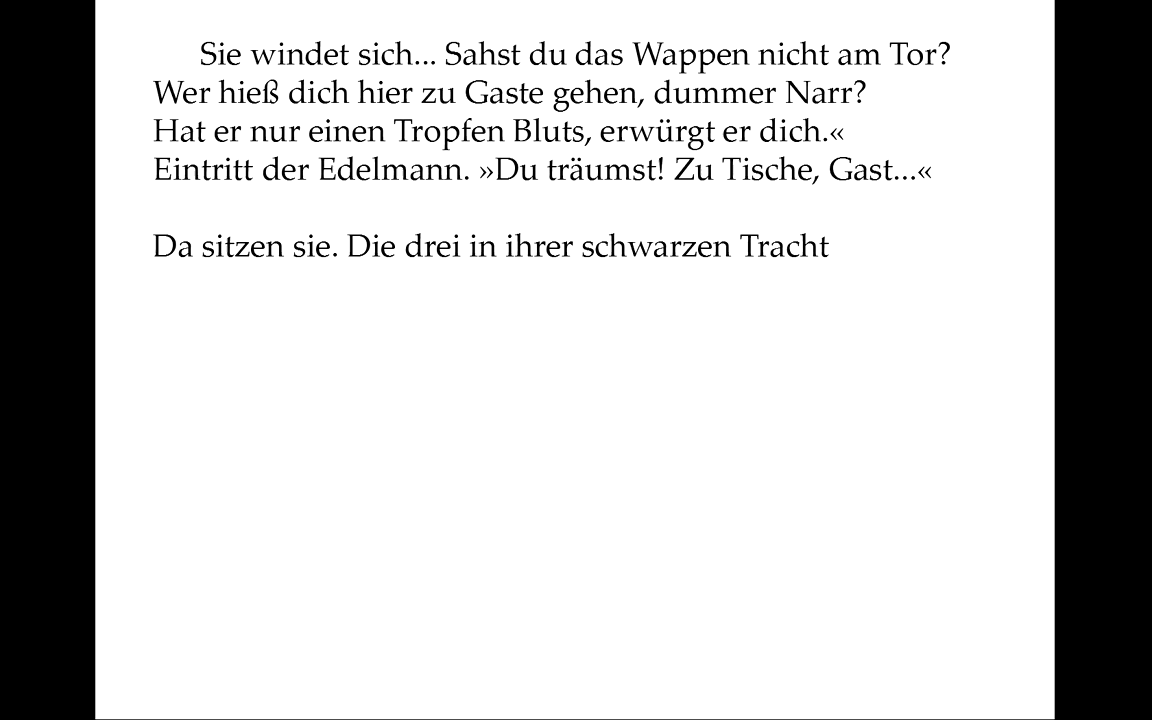 Sie windet sich... Sahst du das Wappen nicht am Tor?
Wer hieß dich hier zu Gaste gehen, dummer Narr?
Hat er nur einen Tropfen Bluts, erwürgt er dich.«
Eintritt der Edelmann. »Du träumst! Zu Tische, Gast...«
Da sitzen sie. Die drei in ihrer schwarzen Tracht